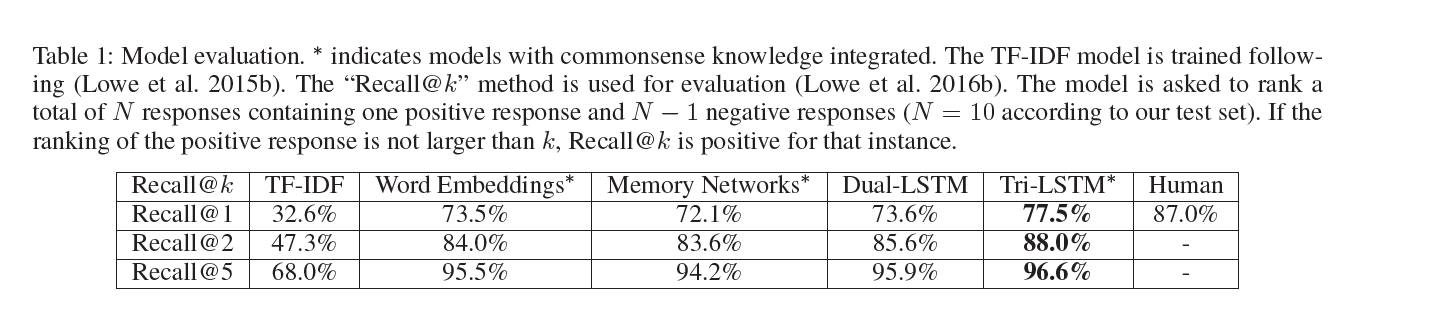 Table 1: Model evaluation. * indicates models with commonsense knowledge integrated. The TF-IDF model is trained follow-
ing (Lowe et al. 2015b). The “Recall@k” method is used for evaluation (Lowe et al. 2016b). The model is asked to rank a
total of N responses containing one positive response and N − 1 negative responses (N = 10 according to our test set). If the
ranking of the positive response is not larger than k, Recall@k is positive for that instance.
Recall@k TF-IDF Word Embeddings* Memory Networks* Dual-LSTM Tri-LSTM* Human
Recall@1 32.6% 73.5% 72.1% 73.6% 77.5% 87.0%
Recall@2 47.3% 84.0% 83.6% 85.6% 88.0% -
Recall@5 68.0% 95.5% 94.2% 95.9% 96.6% -